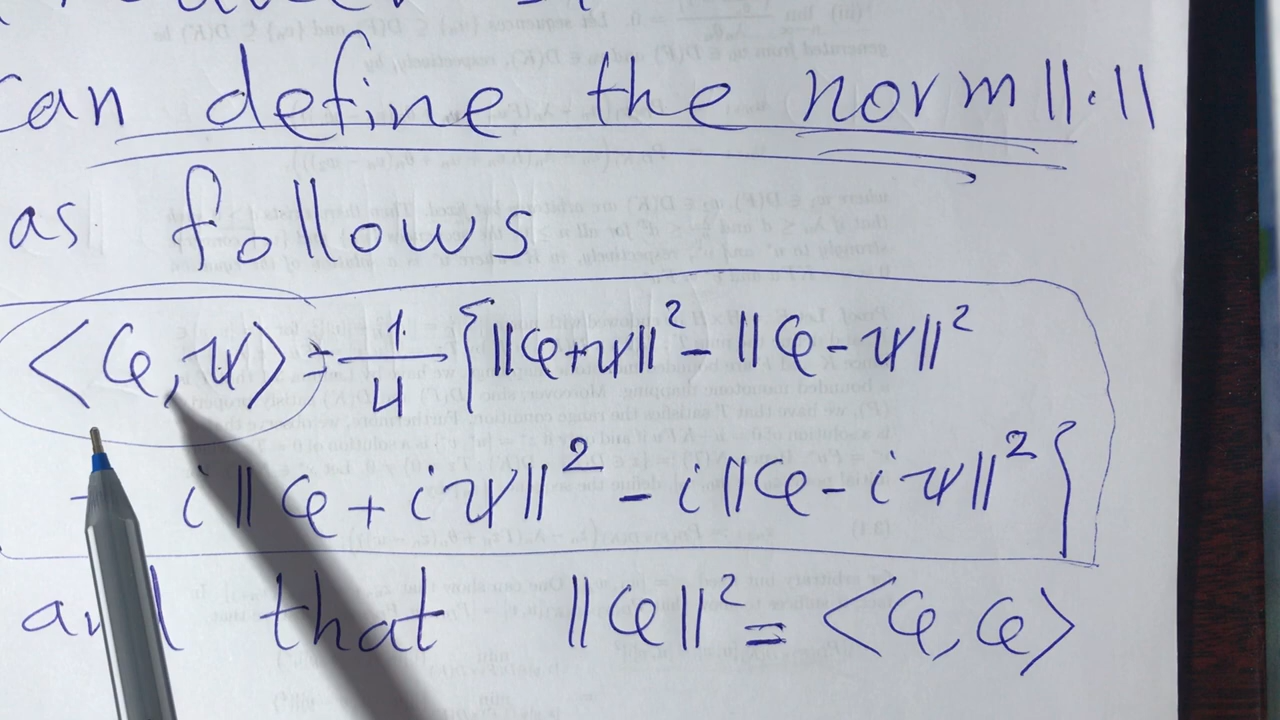 can define the norm ||·||
as follows
<φ,ψ> = 1/4 {||φ+ψ||² - ||φ-ψ||²
i||φ+iψ||² - i||φ-iψ||²}
and that ||φ||² = <φ,φ>